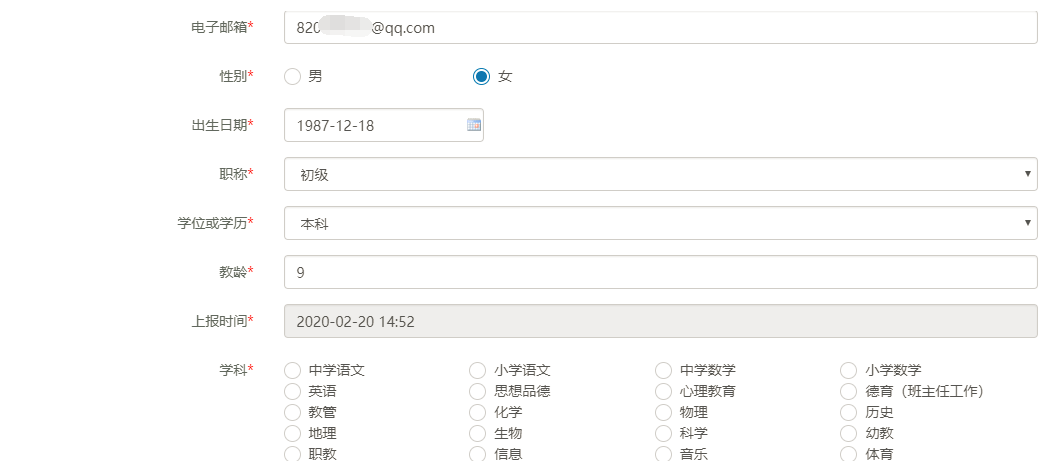 电子邮箱* 820 @qq.com
性别* 男 女
出生日期* 1987-12-18
职称* 初级
学位或学历* 本科
教龄* 9
上报时间* 2020-02-20 14:52
学科* 中学语文 小学语文 中学数学 小学数学
英语 思想品德 心理教育 德育（班主任工作）
教管 化学 物理 历史
地理 生物 科学 幼教
职教 信息 音乐 体育